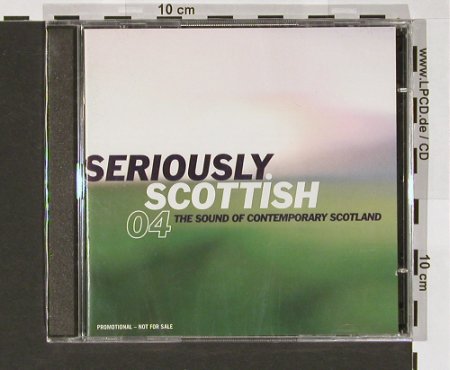 10 cm
www.LPCD.de / CD
SERIOUSLY
SCOTTISH
04 THE SOUND OF CONTEMPORARY SCOTLAND
10 cm
PROMOTIONAL – NOT FOR SALE